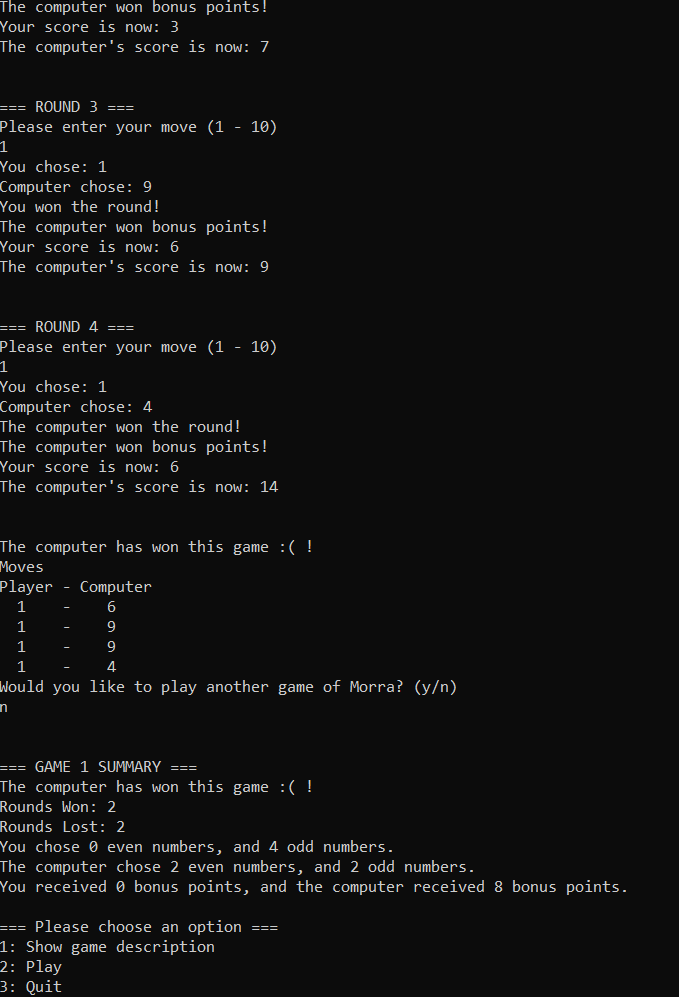 The computer won bonus points!
Your score is now: 3
The computer's score is now: 7
=== ROUND 3 ===
Please enter your move (1 - 10)
1
You chose: 1
Computer chose: 9
You won the round!
The computer won bonus points!
Your score is now: 6
The computer's score is now: 9
=== ROUND 4 ===
Please enter your move (1 - 10)
1
You chose: 1
Computer chose: 4
The computer won the round!
The computer won bonus points!
Your score is now: 6
The computer's score is now: 14
The computer has won this game :( !
Moves
Player - Computer
1 - 6
1 - 9
1 - 9
1 - 4
Would you like to play another game of Morra? (y/n)
n
=== GAME 1 SUMMARY ===
The computer has won this game :( !
Rounds Won: 2
Rounds Lost: 2
You chose 0 even numbers, and 4 odd numbers.
The computer chose 2 even numbers, and 2 odd numbers.
You received 0 bonus points, and the computer received 8 bonus points.
=== Please choose an option ===
1: Show game description
2: Play
3: Quit